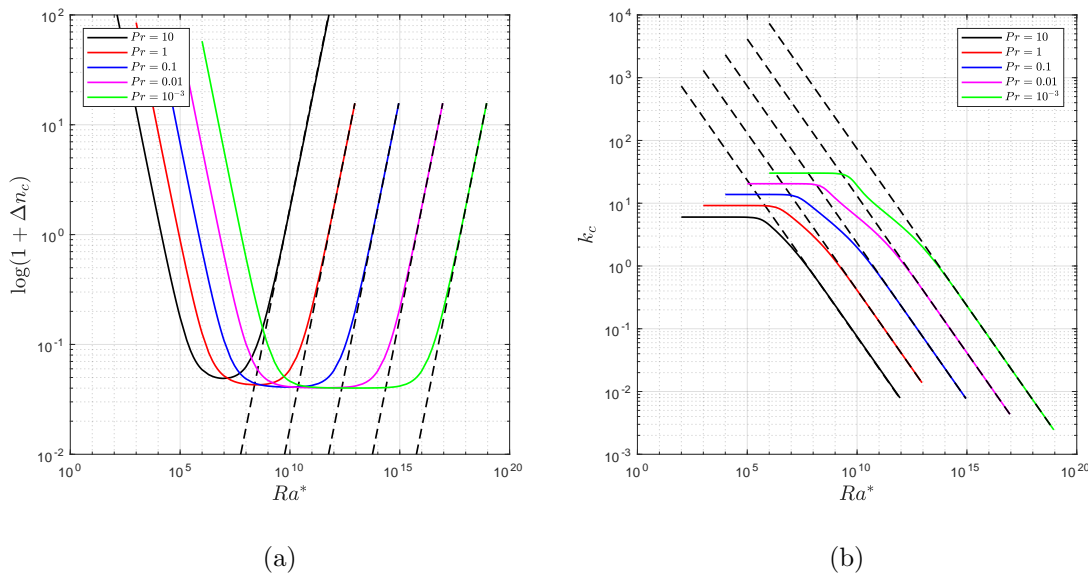 10^2
10^1
10^0
10^-1
10^-2
log(1 + Δn_c)
10^0
10^5
10^10
10^15
10^20
Ra^*
Pr = 10
Pr = 1
Pr = 0.1
Pr = 0.01
Pr = 10^-3
(a)
10^4
10^3
10^2
10^1
10^0
10^-1
10^-2
10^-3
k_c
10^0
10^5
10^10
10^15
10^20
Ra^*
Pr = 10
Pr = 1
Pr = 0.1
Pr = 0.01
Pr = 10^-3
(b)